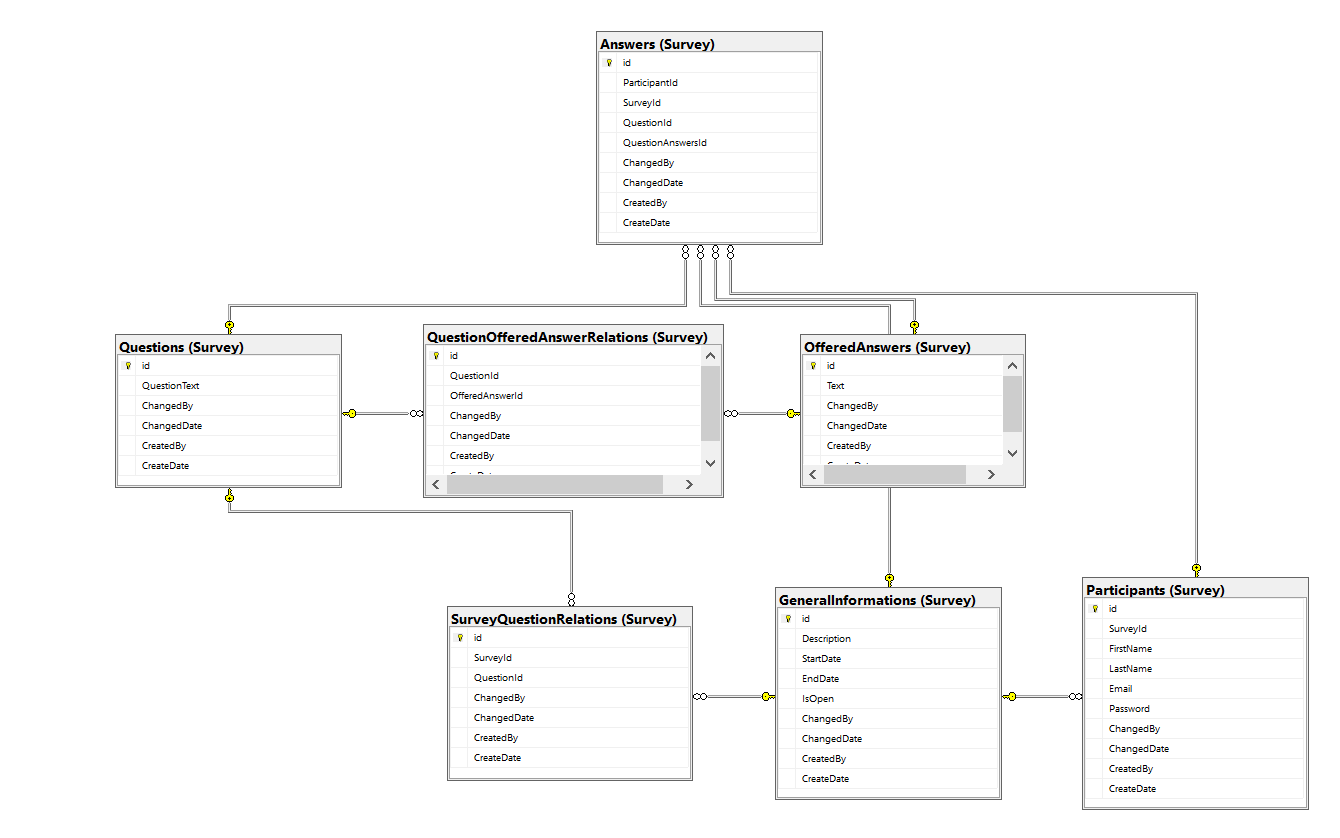 Answers (Survey)
id
ParticipantId
SurveyId
QuestionId
QuestionAnswersId
ChangedBy
ChangedDate
CreatedBy
CreateDate
Questions (Survey)
id
QuestionText
ChangedBy
ChangedDate
CreatedBy
CreateDate
QuestionOfferedAnswerRelations (Survey)
id
QuestionId
OfferedAnswerId
ChangedBy
ChangedDate
CreatedBy
OfferedAnswers (Survey)
id
Text
ChangedBy
ChangedDate
CreatedBy
SurveyQuestionRelations (Survey)
id
SurveyId
QuestionId
ChangedBy
ChangedDate
CreatedBy
CreateDate
GeneralInformations (Survey)
id
Description
StartDate
EndDate
IsOpen
ChangedBy
ChangedDate
CreatedBy
CreateDate
Participants (Survey)
id
SurveyId
FirstName
LastName
Email
Password
ChangedBy
ChangedDate
CreatedBy
CreateDate